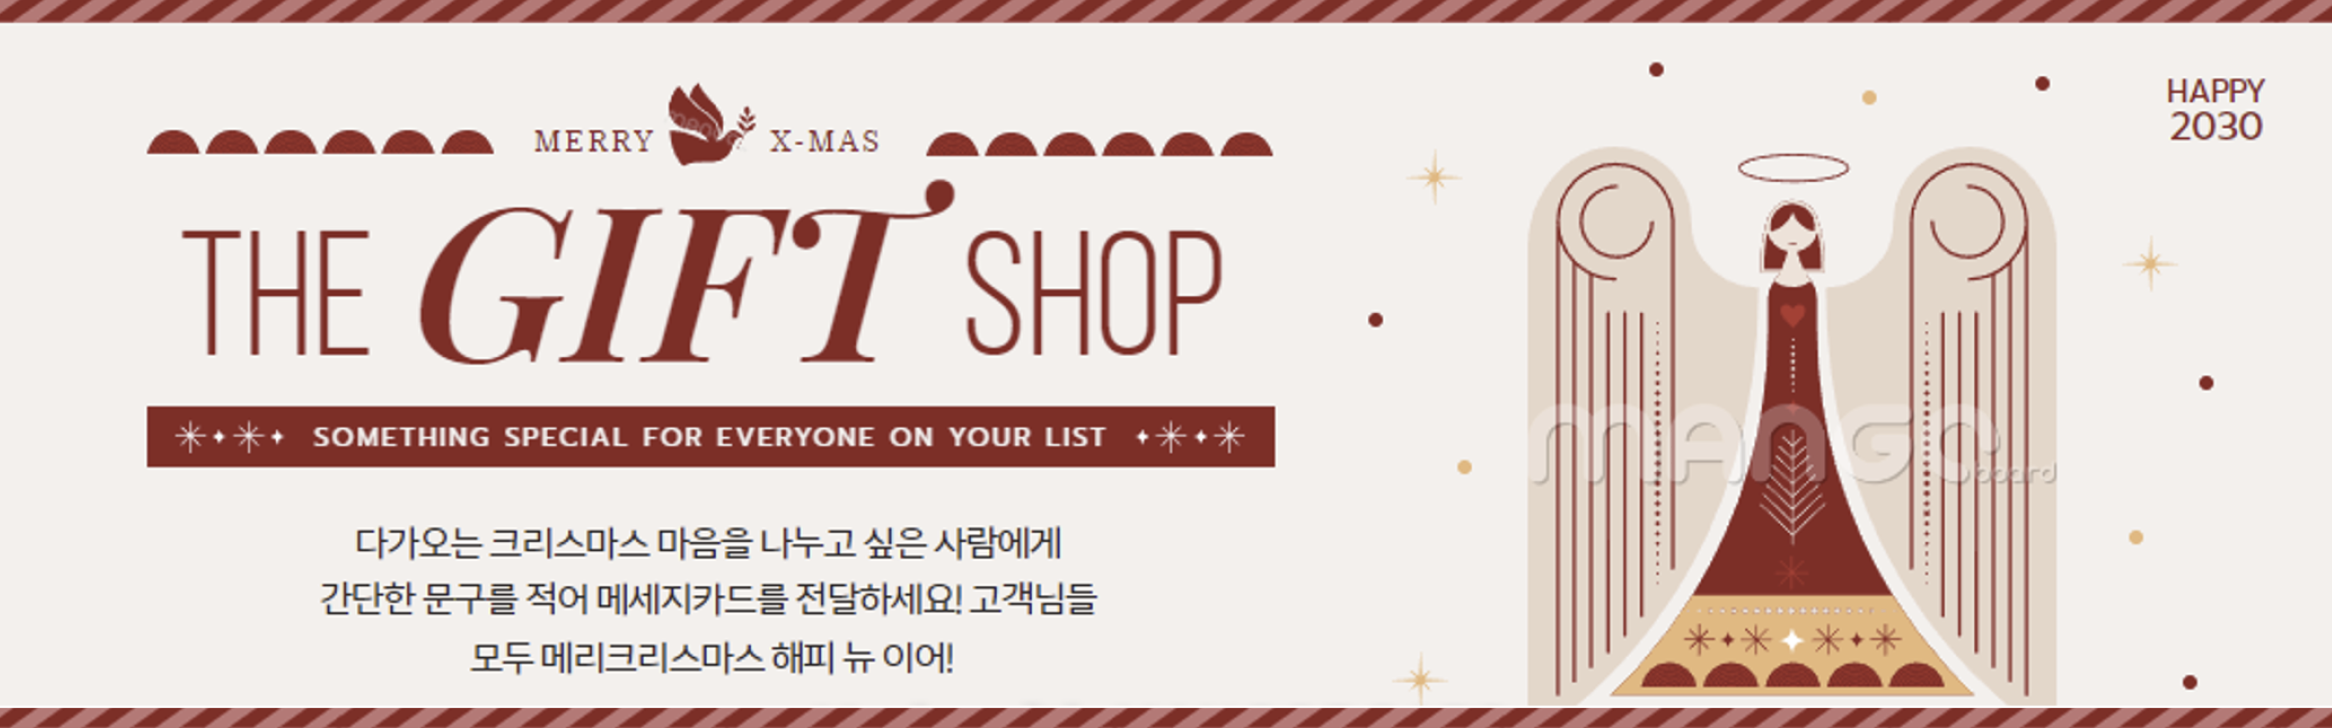 MERRY X-MAS
HAPPY
2030
THE GIFT SHOP
SOMETHING SPECIAL FOR EVERYONE ON YOUR LIST
다가오는 크리스마스 마음을 나누고 싶은 사람에게
간단한 문구를 적어 메세지카드를 전달하세요! 고객님들
모두 메리크리스마스 해피 뉴 이어!
MANGO board